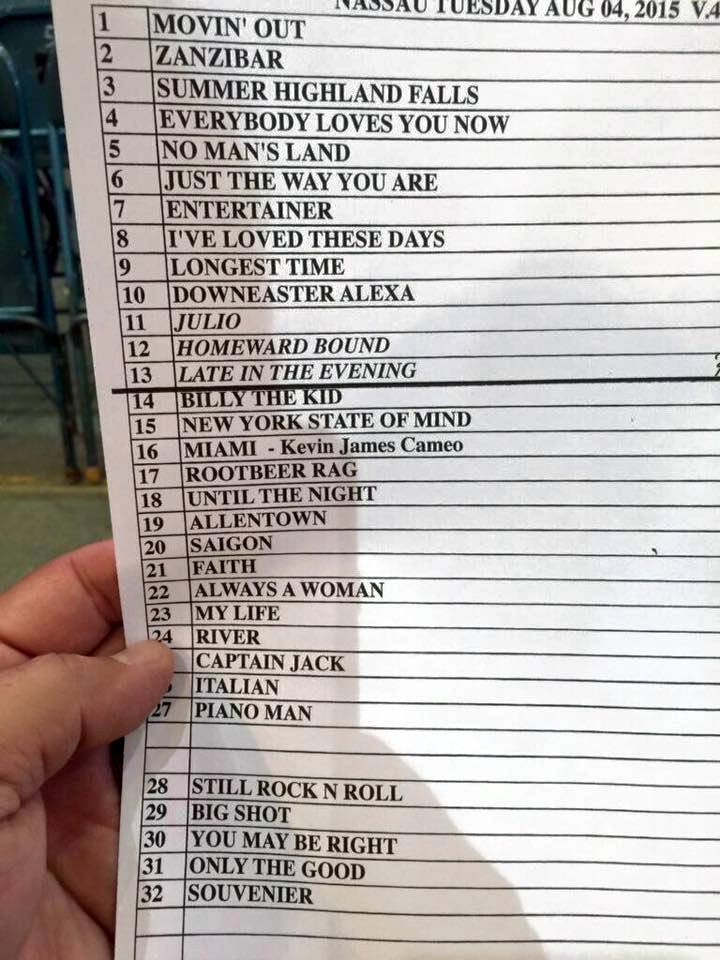 NASSAU TUESDAY AUG 04, 2015 V.4
1 MOVIN' OUT
2 ZANZIBAR
3 SUMMER HIGHLAND FALLS
4 EVERYBODY LOVES YOU NOW
5 NO MAN'S LAND
6 JUST THE WAY YOU ARE
7 ENTERTAINER
8 I'VE LOVED THESE DAYS
9 LONGEST TIME
10 DOWNEASTER ALEXA
11 JULIO
12 HOMEWARD BOUND
13 LATE IN THE EVENING
14 BILLY THE KID
15 NEW YORK STATE OF MIND
16 MIAMI - Kevin James Cameo
17 ROOTBEER RAG
18 UNTIL THE NIGHT
19 ALLENTOWN
20 SAIGON
21 FAITH
22 ALWAYS A WOMAN
23 MY LIFE
24 RIVER
CAPTAIN JACK
ITALIAN
27 PIANO MAN
28 STILL ROCK N ROLL
29 BIG SHOT
30 YOU MAY BE RIGHT
31 ONLY THE GOOD
32 SOUVENIER